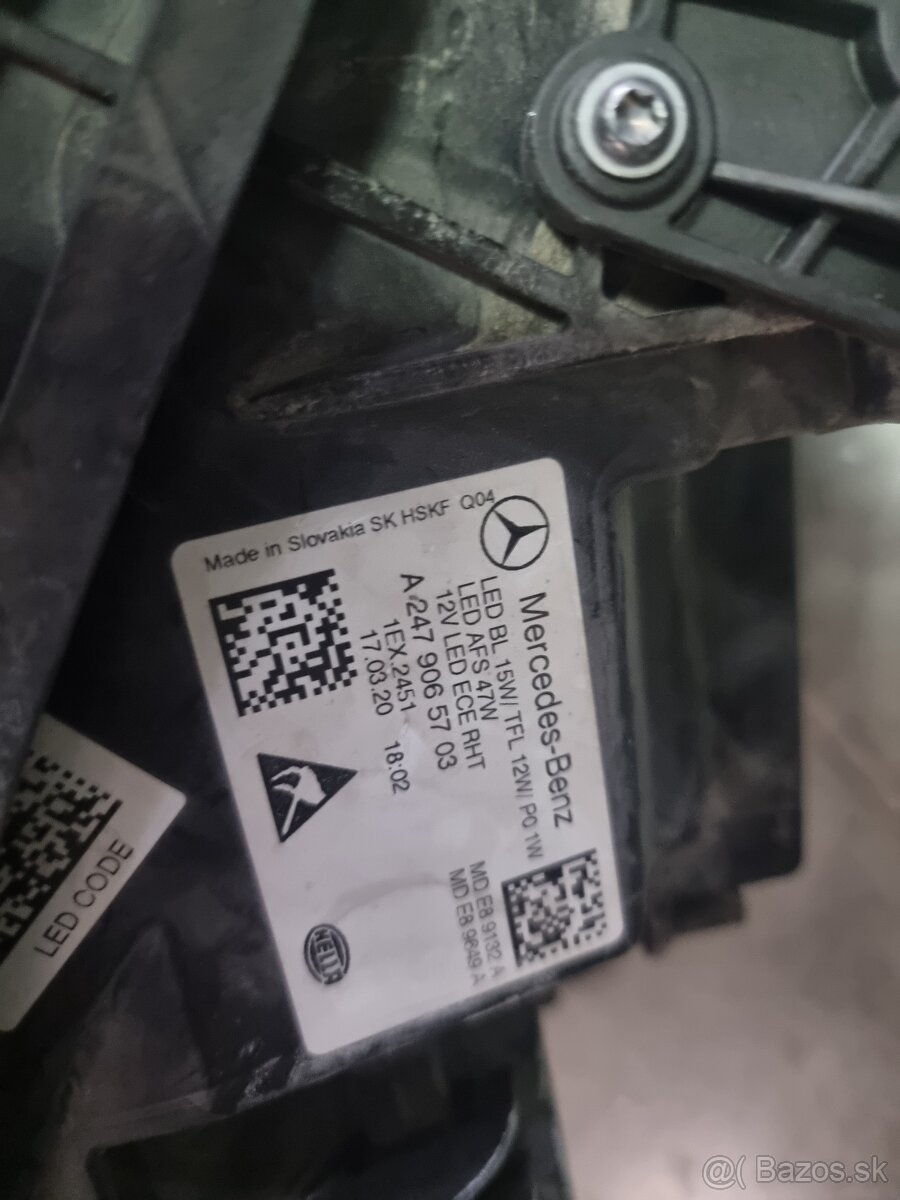 Made in Slovakia SK HSKF Q04
Mercedes-Benz
LED BL 15W/ TFL 12W/ PO 1W
LED AFS 47W
12V LED ECE RHT
A 247 906 57 03
1EX.2451
17.03.20 18:02
MD E8 9132 A
MD E8 9849 A
HELLA
LED CODE
@( Bazos.sk